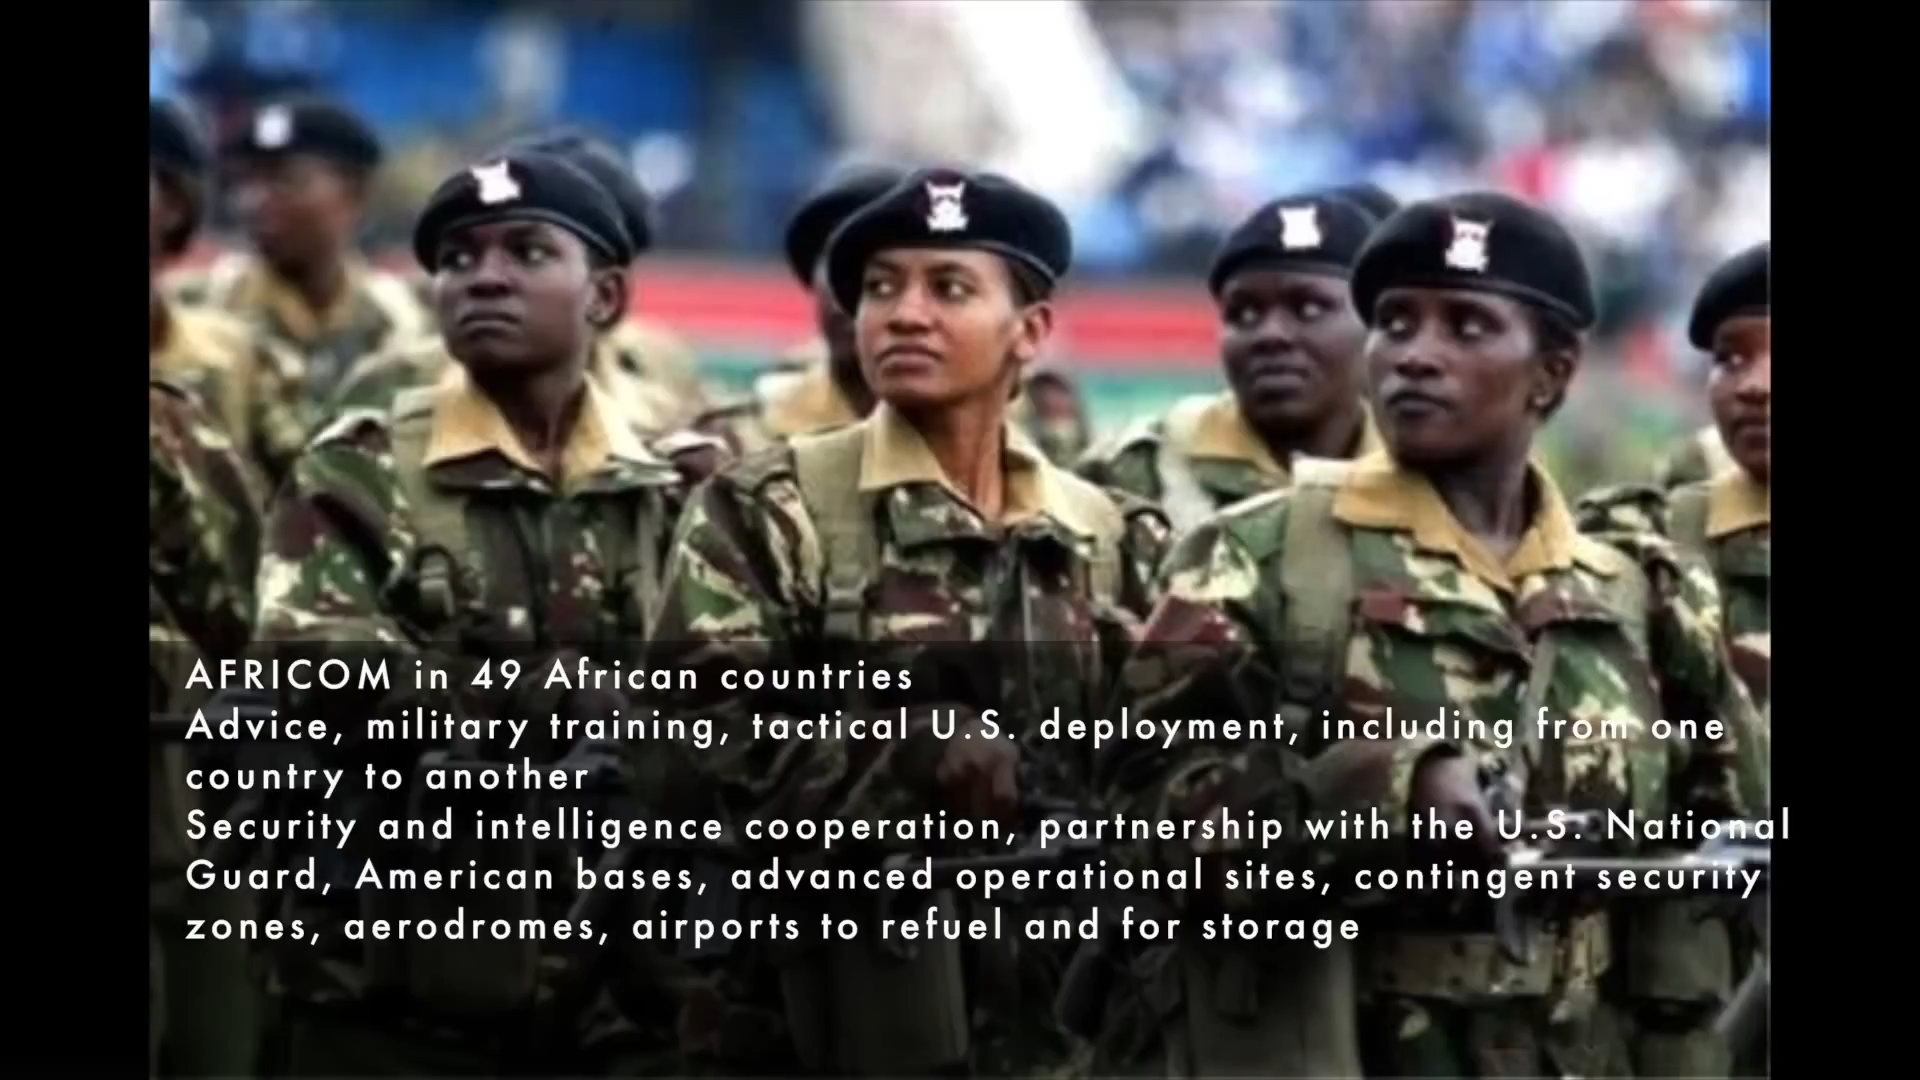 AFRICOM in 49 African countries
Advice, military training, tactical U.S. deployment, including from one
country to another
Security and intelligence cooperation, partnership with the U.S. National
Guard, American bases, advanced operational sites, contingent security
zones, aerodromes, airports to refuel and for storage